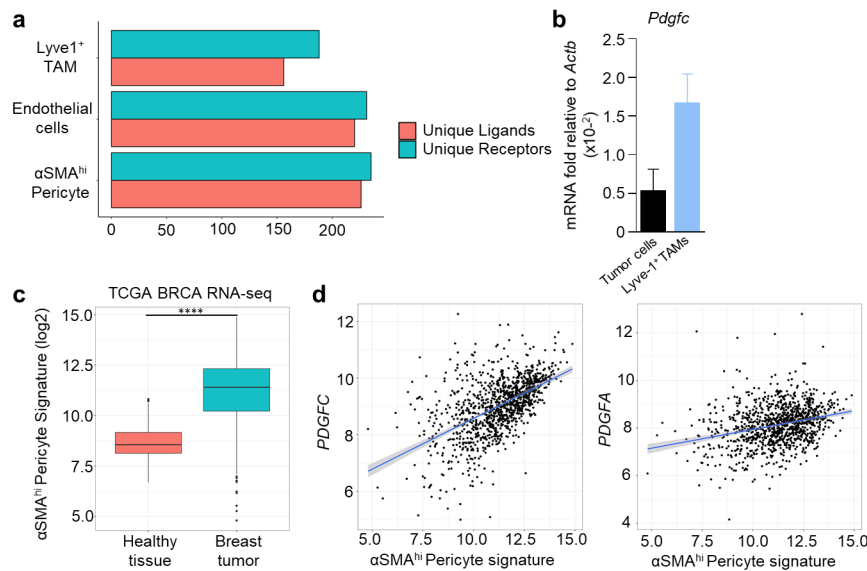 a
Lyve1⁺
TAM
Endothelial
cells
αSMAʰⁱ
Pericyte
0 50 100 150 200
Unique Ligands
Unique Receptors
b
Pdgfc
mRNA fold relative to Actb
(x10⁻²)
2.5
2.0
1.5
1.0
0.5
0
Tumor cells
Lyve-1⁺ TAMs
c
TCGA BRCA RNA-seq
****
αSMAʰⁱ Pericyte Signature (log2)
15.0
12.5
10.0
7.5
5.0
Healthy
tissue
Breast
tumor
d
PDGFC
12
10
8
6
5.0 7.5 10.0 12.5 15.0
αSMAʰⁱ Pericyte signature
PDGFA
12
10
8
6
4
5.0 7.5 10.0 12.5 15.0
αSMAʰⁱ Pericyte signature